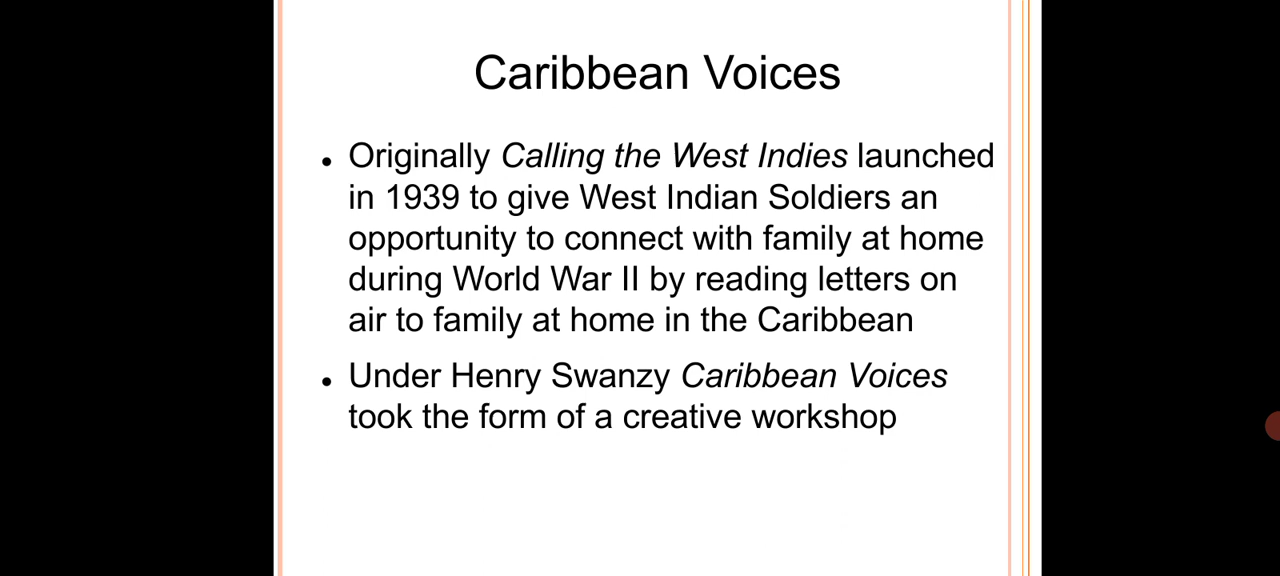 Caribbean Voices
• Originally Calling the West Indies launched
in 1939 to give West Indian Soldiers an
opportunity to connect with family at home
during World War II by reading letters on
air to family at home in the Caribbean
• Under Henry Swanzy Caribbean Voices
took the form of a creative workshop